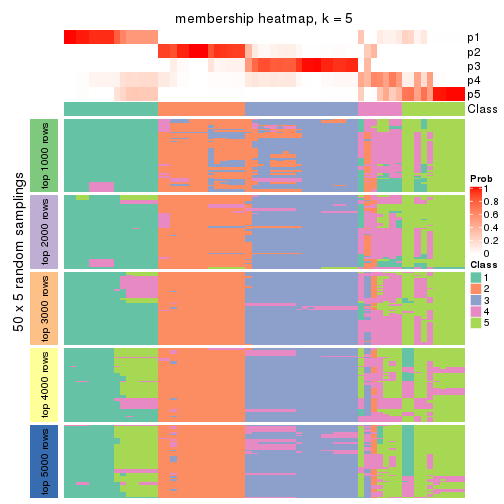 membership heatmap, k = 5
p1
p2
p3
p4
p5
Class
50 x 5 random samplings
top 1000 rows
top 2000 rows
top 3000 rows
top 4000 rows
top 5000 rows
Prob
1
0.8
0.6
0.4
0.2
0
Class
1
2
3
4
5